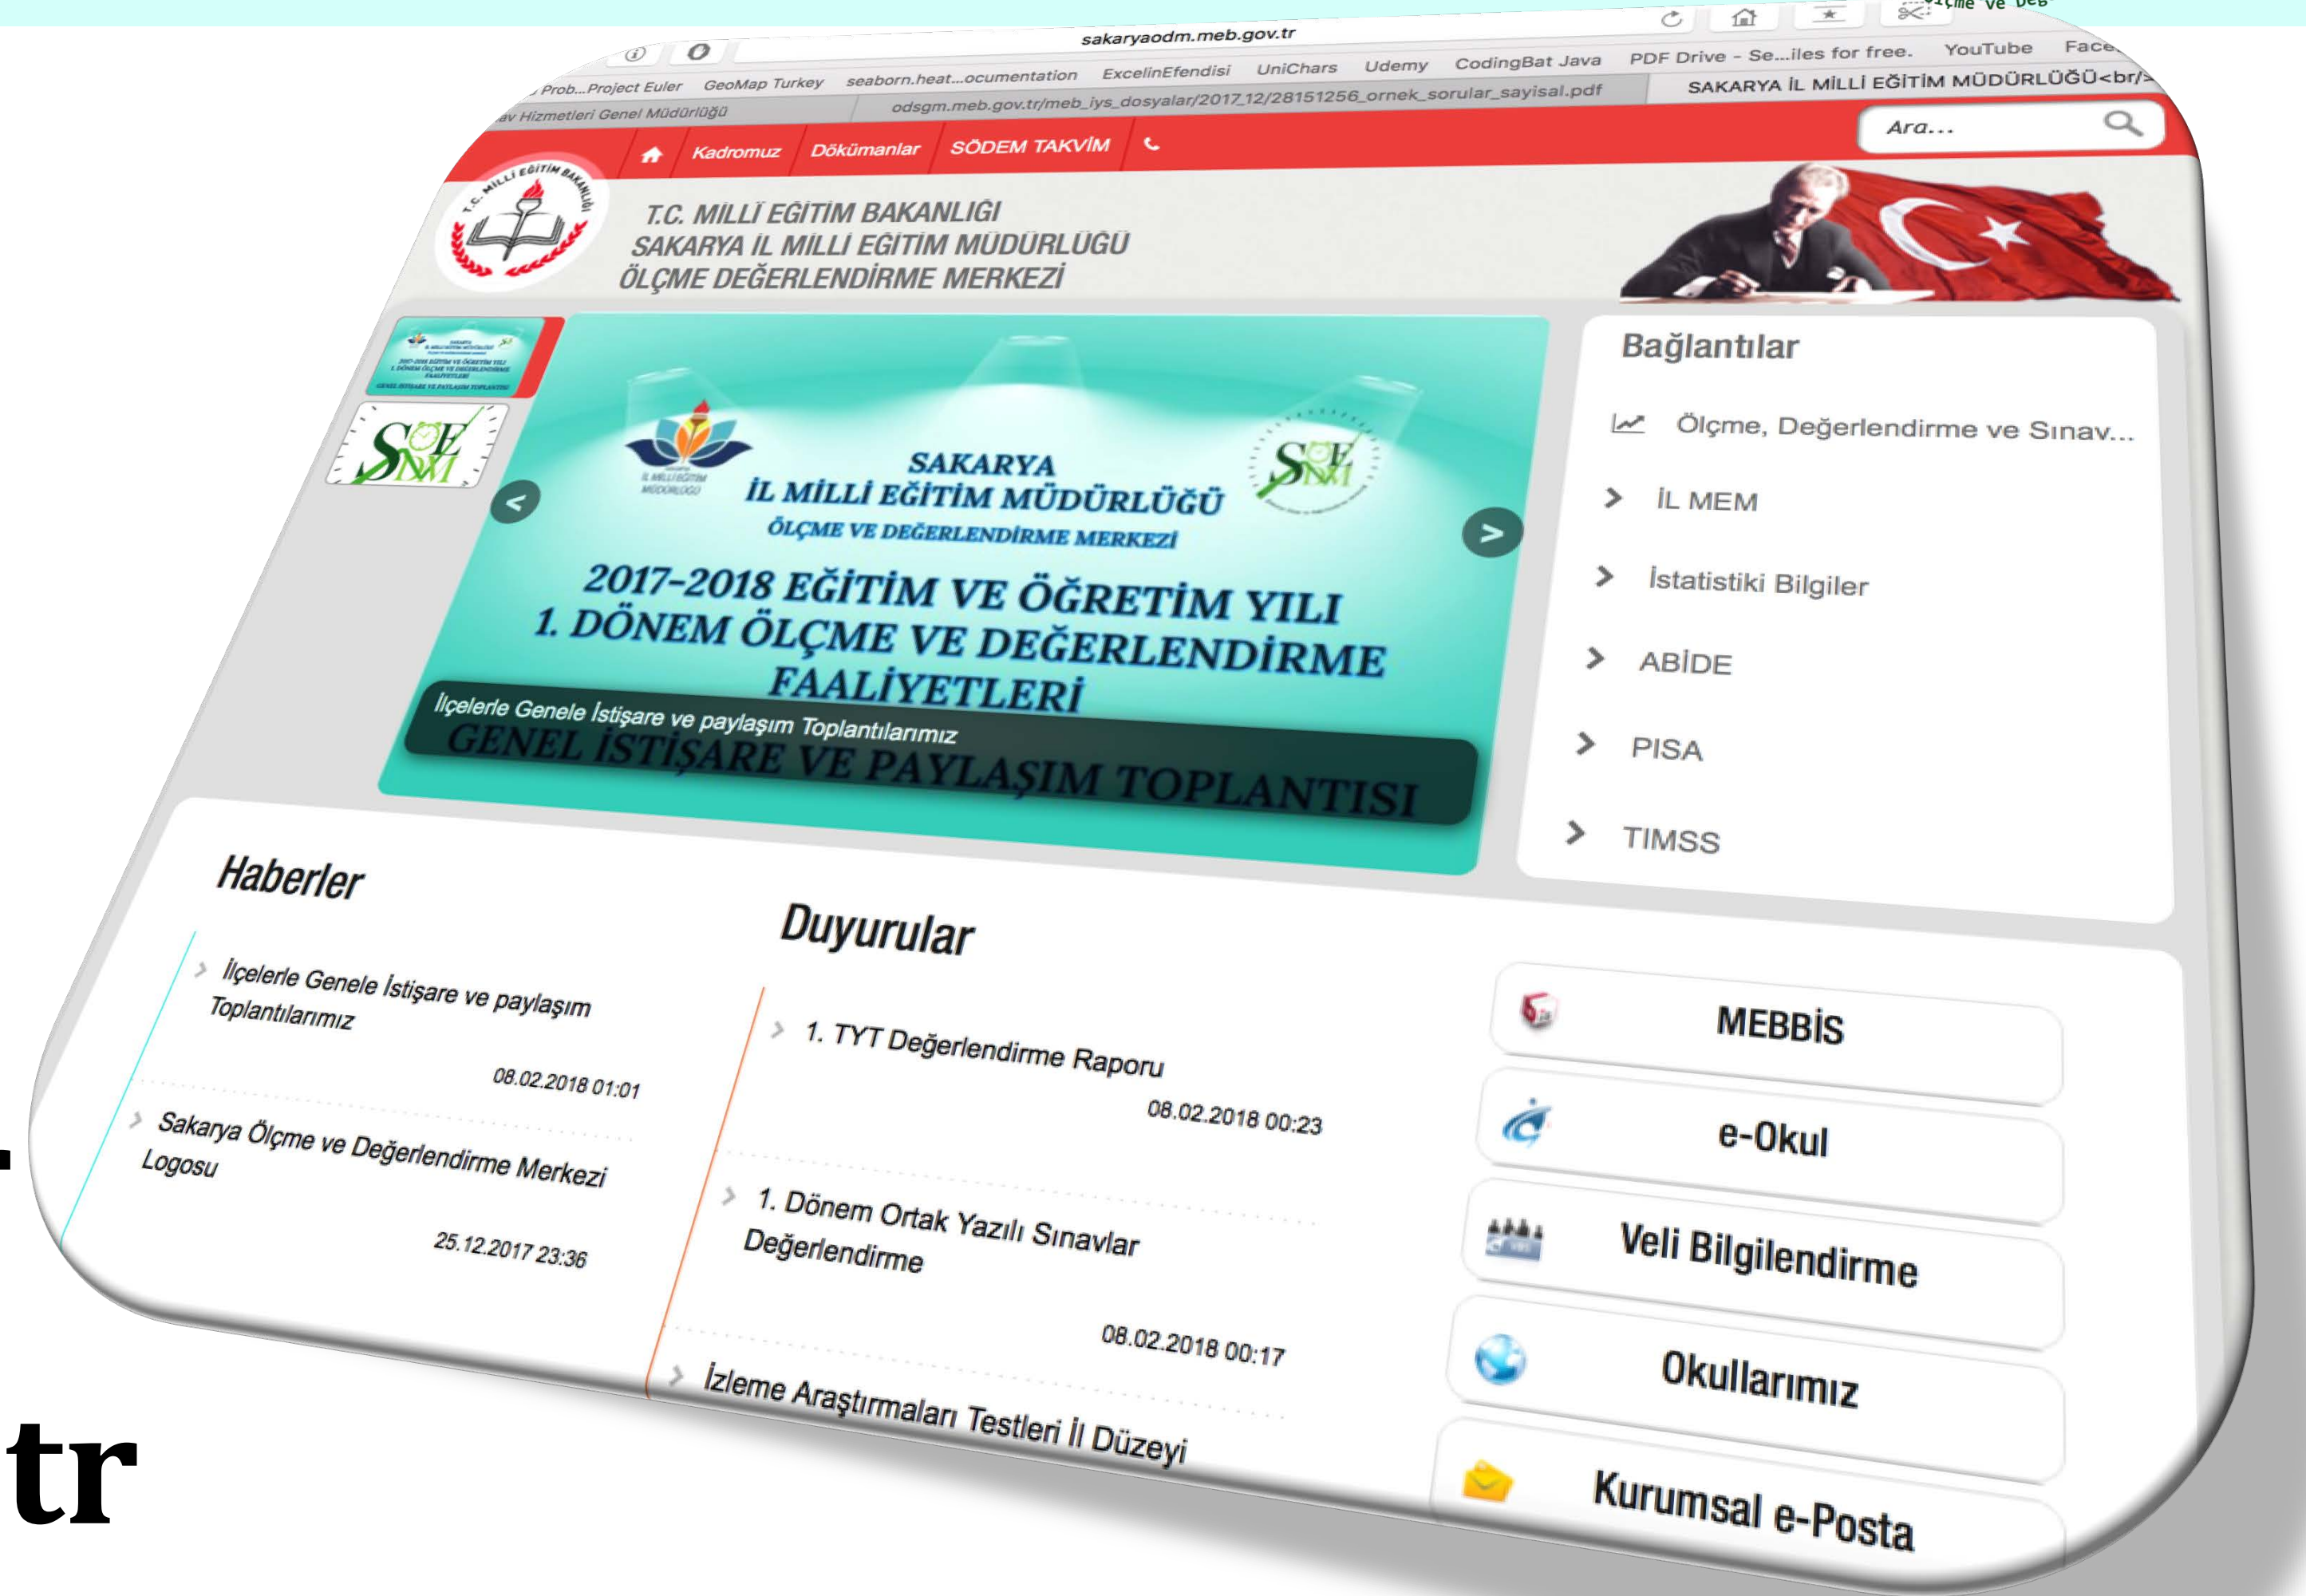 sakaryaodm.meb.gov.tr
Prob...Project Euler GeoMap Turkey seaborn.heat...ocumentation ExcelinEfendisi UniChars Udemy CodingBat Java PDF Drive - Se...iles for free. YouTube
Hizmetleri Genel Müdürlüğü odsgm.meb.gov.tr/meb_iys_dosyalar/2017_12/28151256_ornek_sorular_sayisal.pdf SAKARYA İL MİLLİ EĞİTİM MÜDÜRLÜĞÜ<br/>
Kadromuz Dökümanlar SÖDEM TAKVİM Ara...
T.C. MİLLİ EĞİTİM BAKANLIĞI
T.C. MİLLİ EĞİTİM BAKANLIĞI
SAKARYA İL MİLLİ EĞİTİM MÜDÜRLÜĞÜ
ÖLÇME DEĞERLENDİRME MERKEZİ
SAKARYA
İL MİLLİ EĞİTİM MÜDÜRLÜĞÜ
ÖLÇME VE DEĞERLENDİRME MERKEZİ
2017-2018 EĞİTİM VE ÖĞRETİM YILI
1. DÖNEM ÖLÇME VE DEĞERLENDİRME
FAALİYETLERİ
İlçelerle Genele İstişare ve paylaşım Toplantılarımız
GENEL İSTİŞARE VE PAYLAŞIM TOPLANTISI
Bağlantılar
Ölçme, Değerlendirme ve Sınav...
İL MEM
İstatistiki Bilgiler
ABİDE
PISA
TIMSS
Haberler
İlçelerle Genele İstişare ve paylaşım
Toplantılarımız
08.02.2018 01:01
Sakarya Ölçme ve Değerlendirme Merkezi
Logosu
25.12.2017 23:36
Duyurular
1. TYT Değerlendirme Raporu
08.02.2018 00:23
1. Dönem Ortak Yazılı Sınavlar
Değerlendirme
08.02.2018 00:17
İzleme Araştırmaları Testleri İl Düzeyi
MEBBİS
e-Okul
Veli Bilgilendirme
Okullarımız
Kurumsal e-Posta
tr